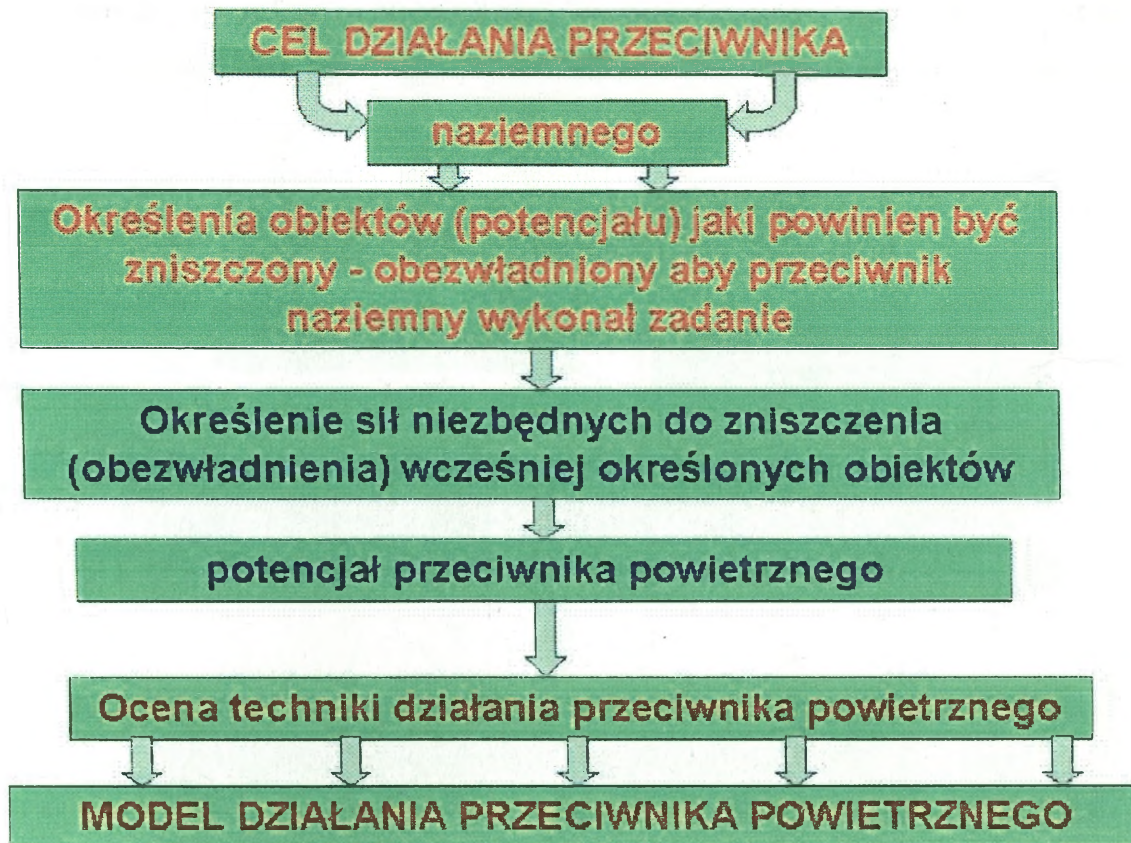 CEL DZIAŁANIA PRZECIWNIKA
naziemnego
Określenia obiektów (potencjału) jaki powinien być
zniszczony - obezwładniony aby przeciwnik
naziemny wykonał zadanie
Określenie sił niezbędnych do zniszczenia
(obezwładnienia) wcześniej określonych obiektów
potencjał przeciwnika powietrznego
Ocena techniki działania przeciwnika powietrznego
MODEL DZIAŁANIA PRZECIWNIKA POWIETRZNEGO